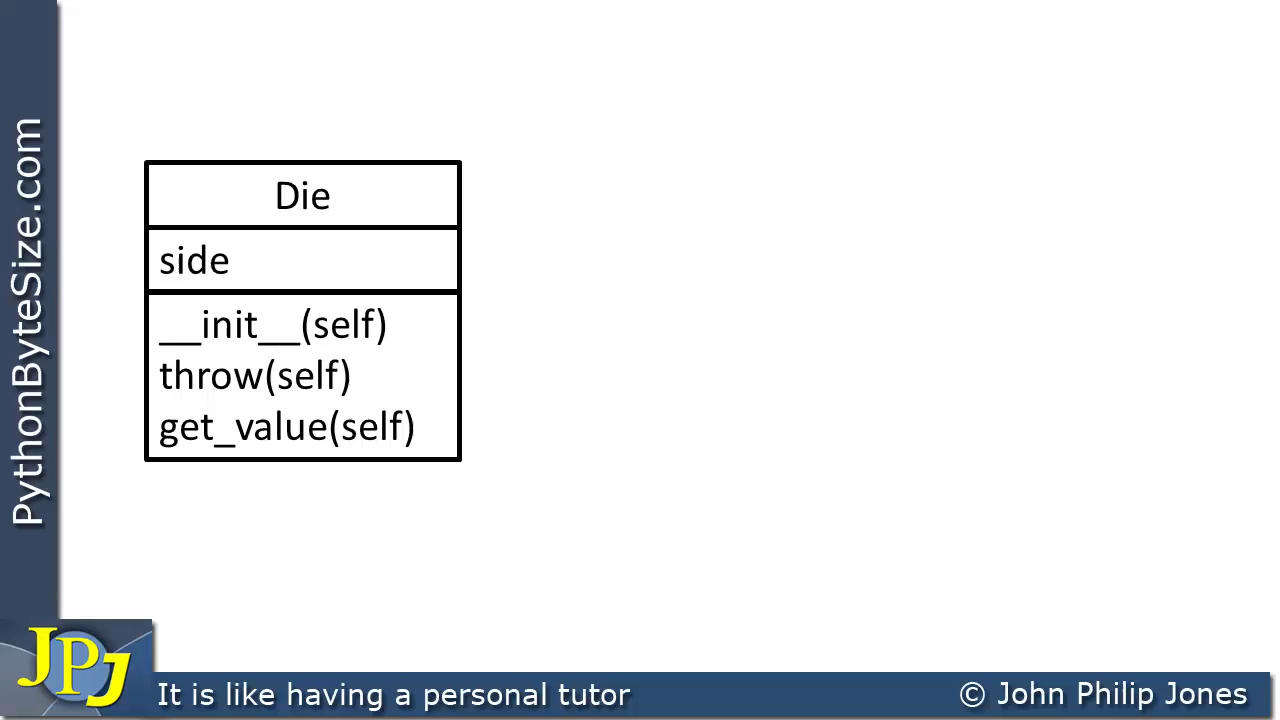 PythonByteSize.com
Die
side
__init__(self)
throw(self)
get_value(self)
JPJ
It is like having a personal tutor
© John Philip Jones